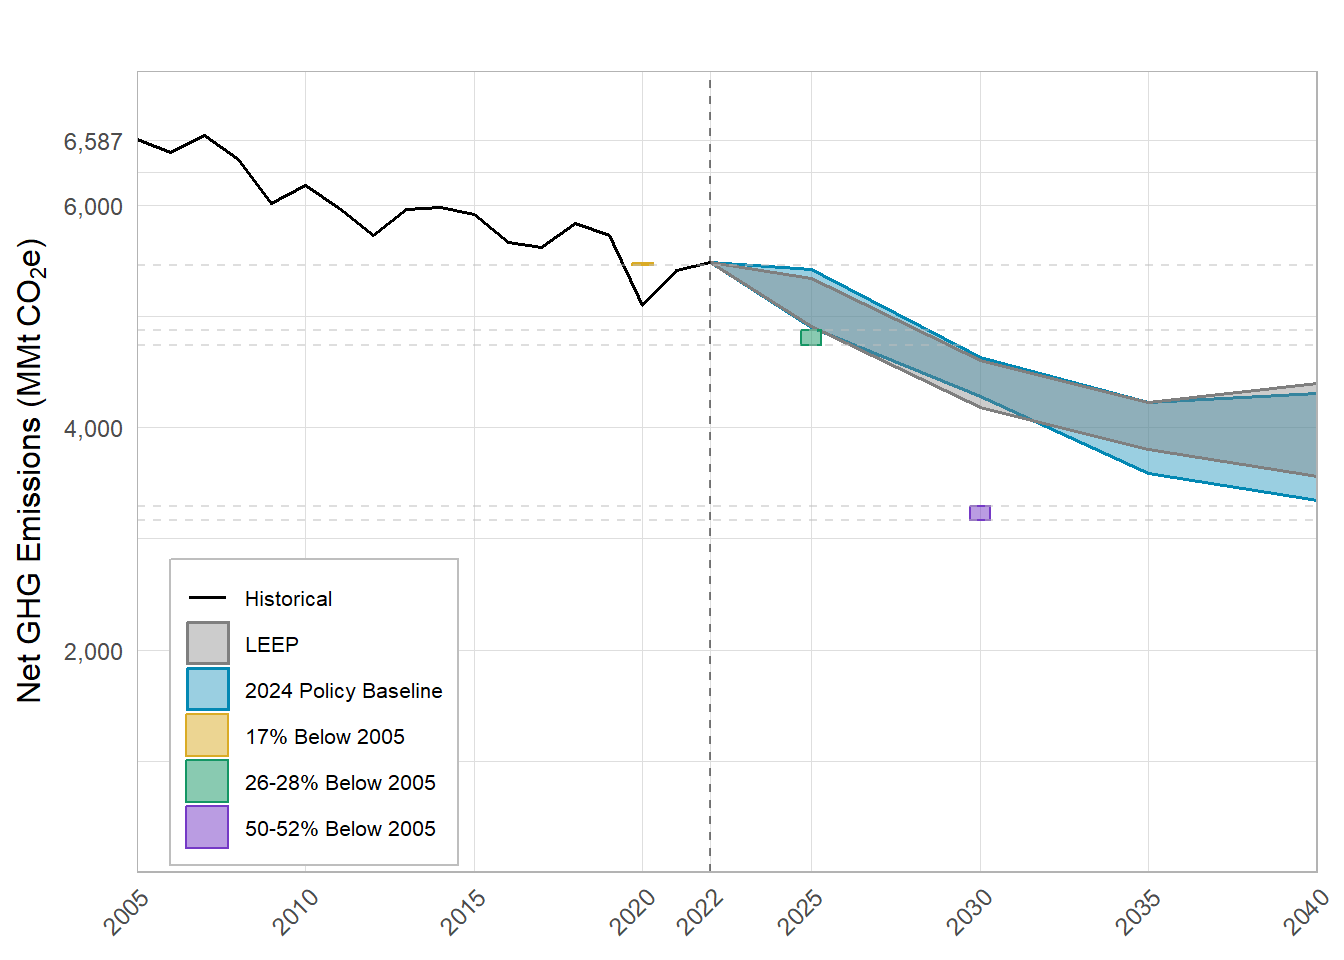 Net GHG Emissions (MMt CO₂e)
6,587
6,000
4,000
2,000
Historical
LEEP
2024 Policy Baseline
17% Below 2005
26-28% Below 2005
50-52% Below 2005
2005
2010
2015
2020
2022
2025
2030
2035
2040